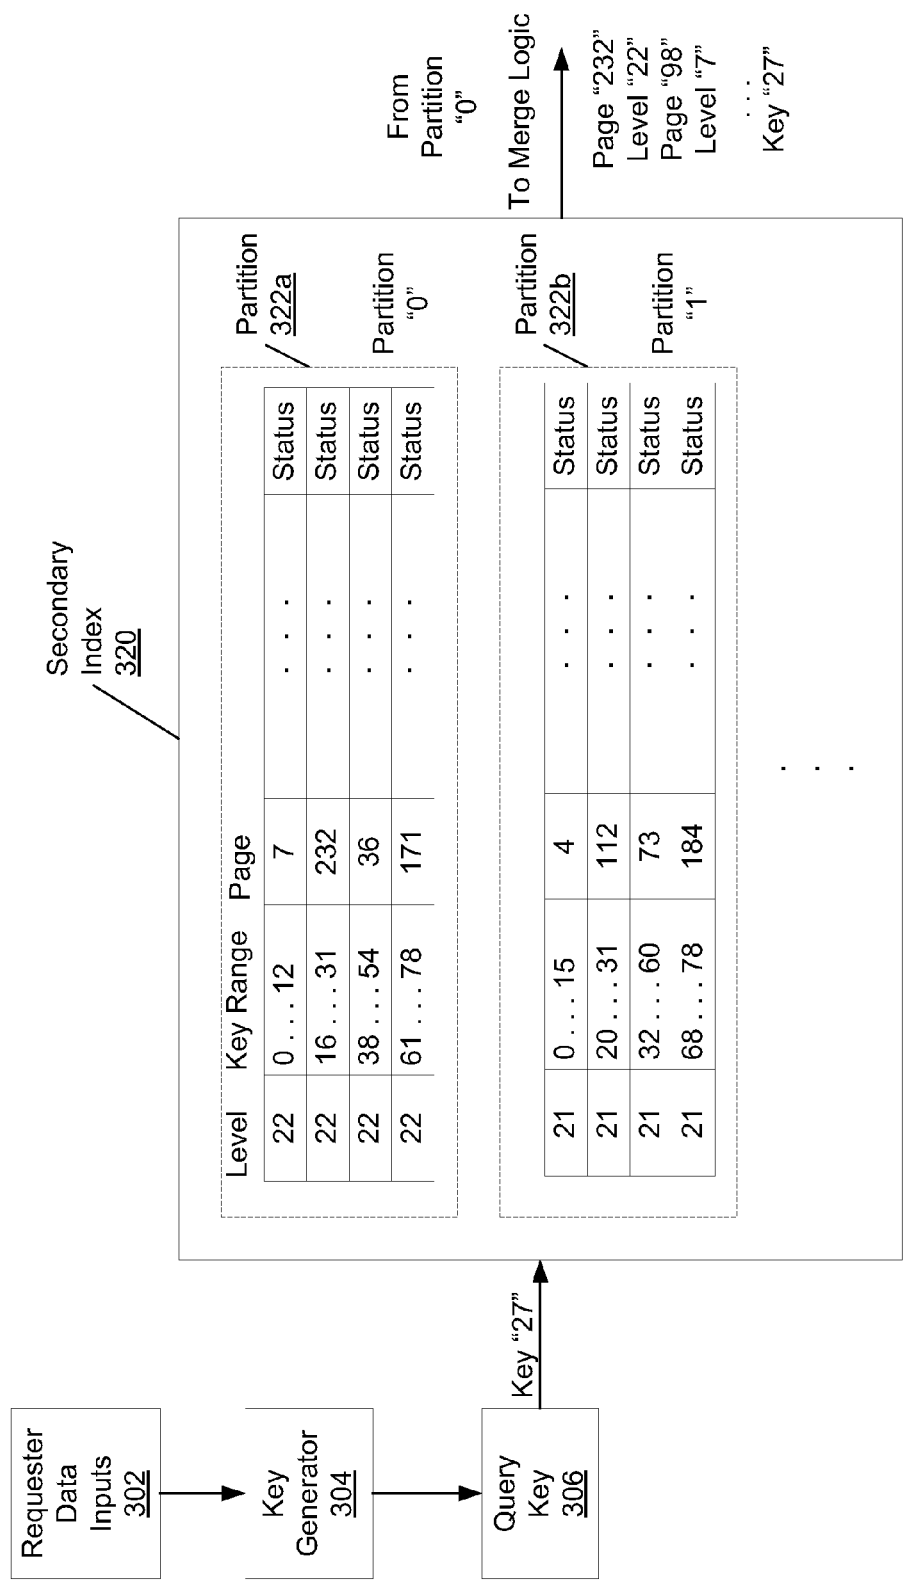 Secondary
Index
320
Requester
Data
Inputs
302
Key
Generator
304
Query
Key
306
Key “27”
Level Key Range Page
22 0 . . . . 12 7 . . . Status
22 16 . . . . 31 232 . . . Status
22 38 . . . . 54 36 . . . Status
22 61 . . . . 78 171 . . . Status
Partition
322a
Partition
“0”
21 0 . . . . 15 4 . . . Status
21 20 . . . . 31 112 . . . Status
21 32 . . . . 60 73 . . . Status
21 68 . . . . 78 184 . . . Status
Partition
322b
Partition
“1”
. . .
From
Partition
“0”
To Merge Logic
Page “232”
Level “22”
Page “98”
Level “7”
. . .
Key “27”